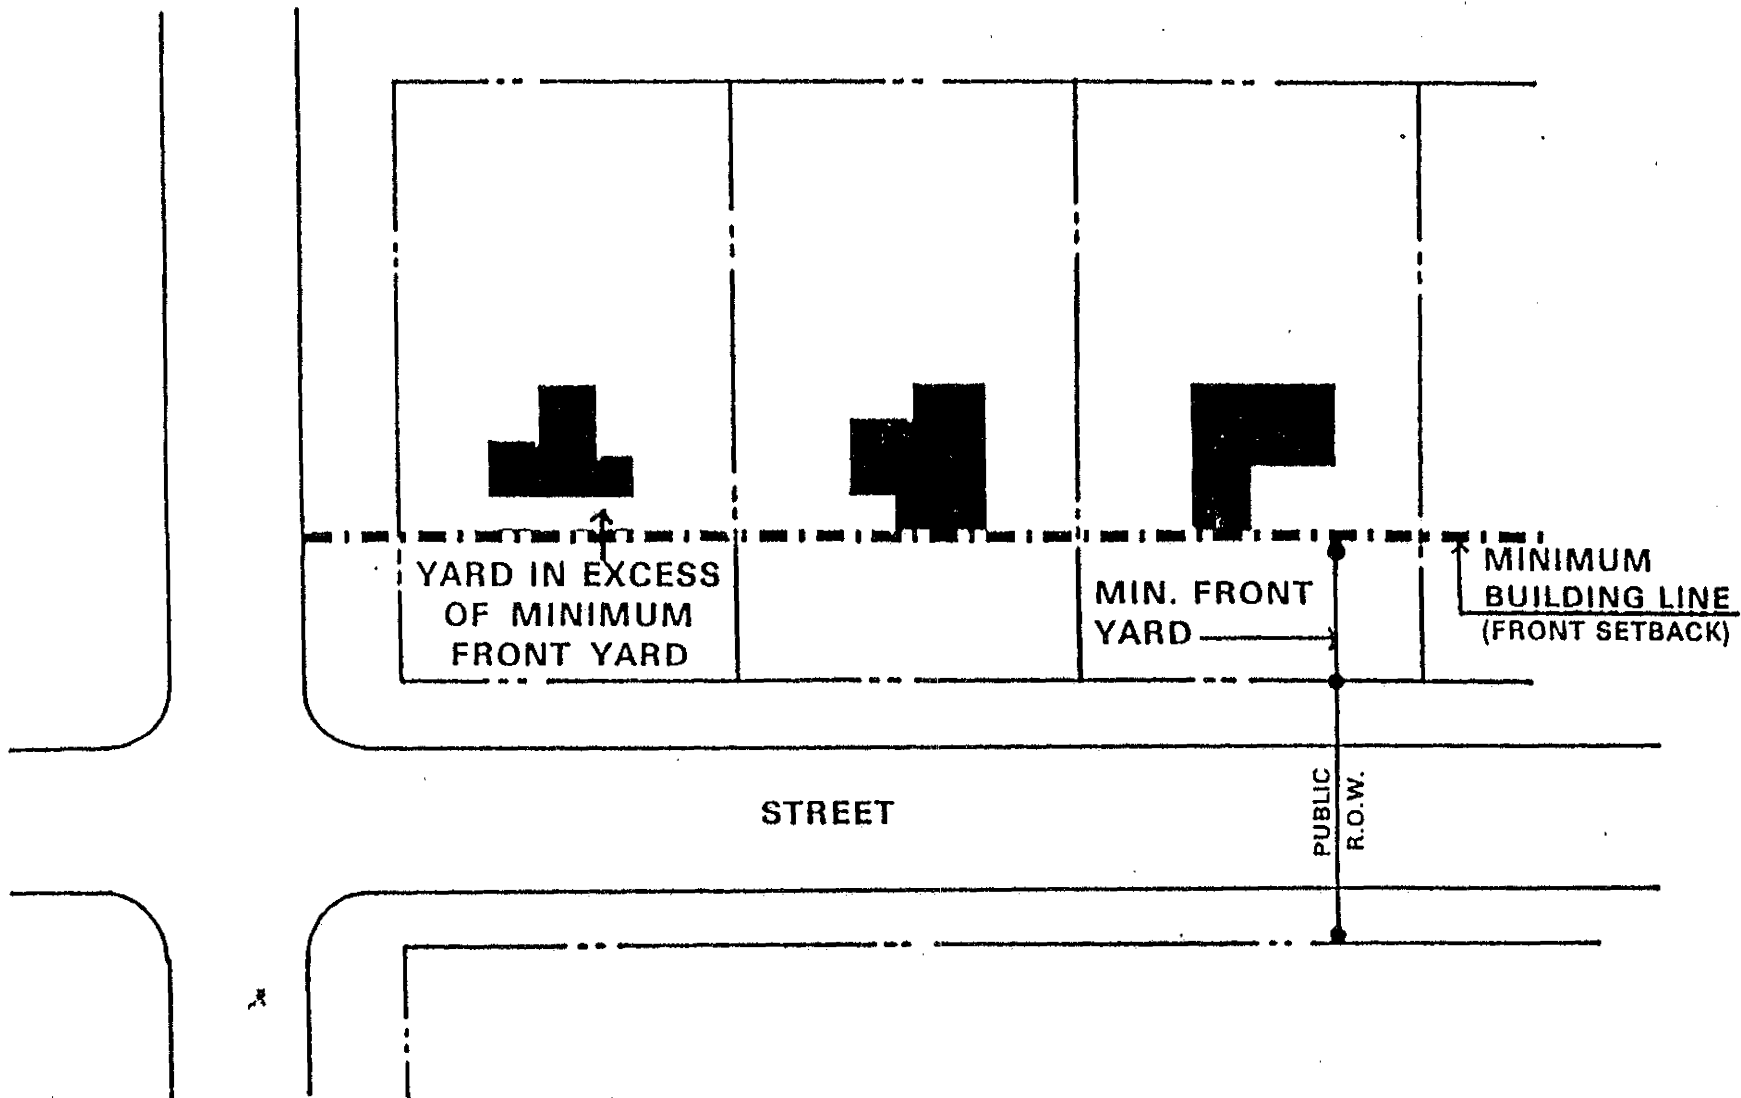 YARD IN EXCESS
OF MINIMUM
FRONT YARD
MIN. FRONT
YARD
MINIMUM
BUILDING LINE
(FRONT SETBACK)
STREET
PUBLIC
R.O.W.